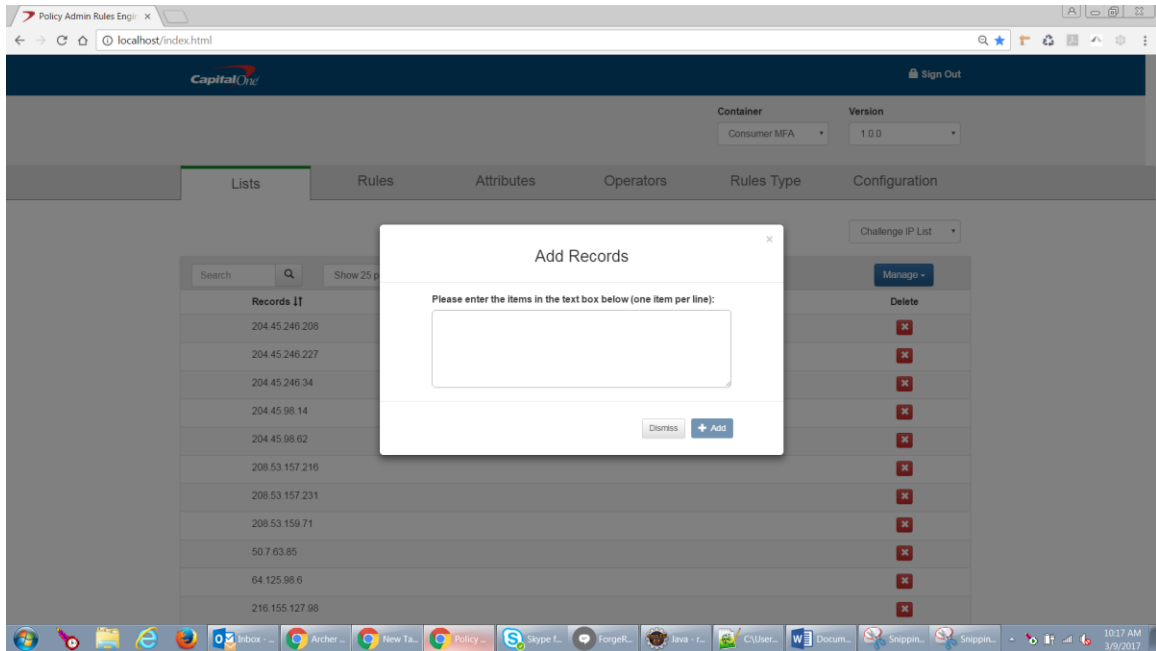 Policy Admin Rules Engin
localhost/index.html
CapitalOne
Sign Out
Container Version
Consumer MFA 1.0.0
Lists Rules Attributes Operators Rules Type Configuration
Challenge IP List
Add Records
Search Show 25 p Manage
Records Delete
Please enter the items in the text box below (one item per line):
204.45.246.208
204.45.246.227
204.45.246.34
204.45.98.14
204.45.98.62
Dismiss Add
208.53.157.216
208.53.157.231
208.53.159.71
50.7.63.85
64.125.98.6
216.155.127.98
Inbox - ... Archer ... New Ta... Policy ... Skype f... ForgeR... Java - r... C:\User... Docum... Snippin... Snippin... 10:17 AM
3/9/2017